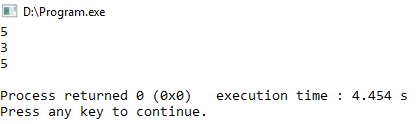 D:\Program.exe
5
3
5
Process returned 0 (0x0)   execution time : 4.454 s
Press any key to continue.